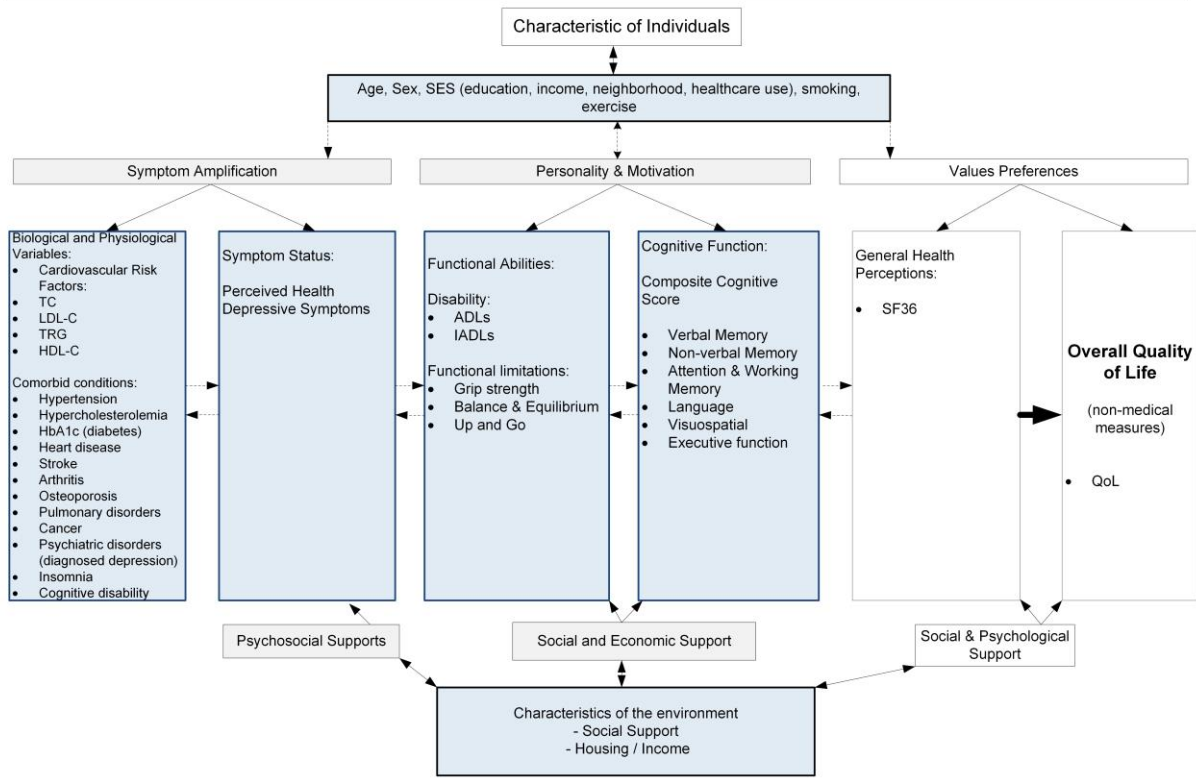 Characteristic of Individuals
Age, Sex, SES (education, income, neighborhood, healthcare use), smoking,
exercise
Symptom Amplification
Personality & Motivation
Values Preferences
Biological and Physiological
Variables:
• Cardiovascular Risk
Factors:
• TC
• LDL-C
• TRG
• HDL-C
Comorbid conditions:
• Hypertension
• Hypercholesterolemia
• HbA1c (diabetes)
• Heart disease
• Stroke
• Arthritis
• Osteoporosis
• Pulmonary disorders
• Cancer
• Psychiatric disorders
(diagnosed depression)
• Insomnia
• Cognitive disability
Symptom Status:
Perceived Health
Depressive Symptoms
Functional Abilities:
Disability:
• ADLs
• IADLs
Functional limitations:
• Grip strength
• Balance & Equilibrium
• Up and Go
Cognitive Function:
Composite Cognitive
Score
• Verbal Memory
• Non-verbal Memory
• Attention & Working
Memory
• Language
• Visuospatial
• Executive function
General Health
Perceptions:
• SF36
Overall Quality
of Life
(non-medical
measures)
• QoL
Psychosocial Supports
Social and Economic Support
Social & Psychological
Support
Characteristics of the environment
- Social Support
- Housing / Income